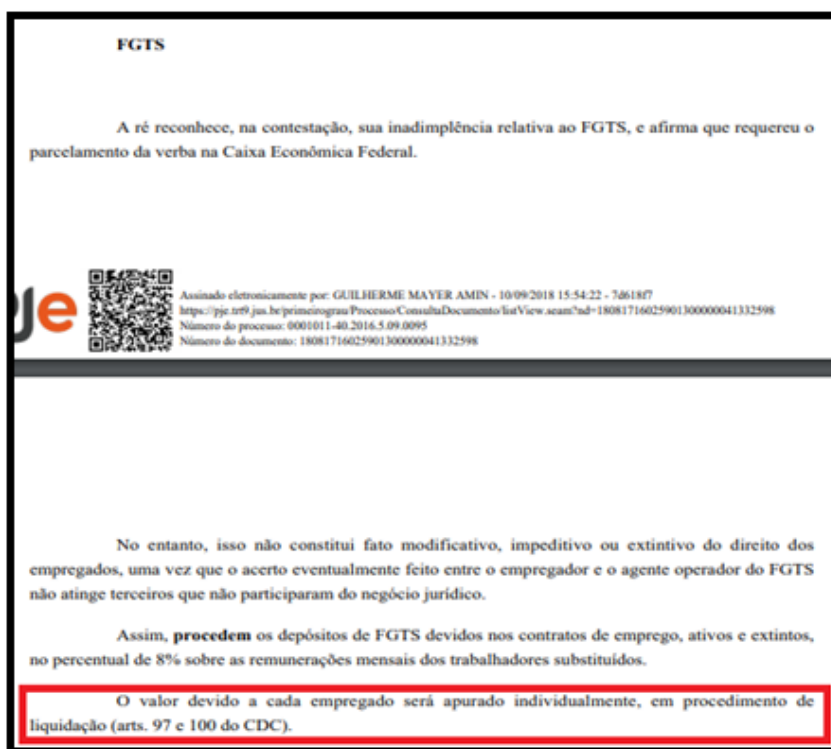 FGTS
A ré reconhece, na contestação, sua inadimplência relativa ao FGTS, e afirma que requereu o
parcelamento da verba na Caixa Econômica Federal.
Je
Assinado eletronicamente por: GUILHERME MAYER AMIN - 10/09/2018 15:54:22 - 7d618f7
https://pje.trt9.jus.br/primeirograu/Processo/ConsultaDocumento/listView.seam?nd=18081716025901300000041332598
Número do processo: 0001011-40.2016.5.09.0095
Número do documento: 18081716025901300000041332598
No entanto, isso não constitui fato modificativo, impeditivo ou extintivo do direito dos
empregados, uma vez que o acerto eventualmente feito entre o empregador e o agente operador do FGTS
não atinge terceiros que não participaram do negócio jurídico.
Assim, procedem os depósitos de FGTS devidos nos contratos de emprego, ativos e extintos,
no percentual de 8% sobre as remunerações mensais dos trabalhadores substituídos.
O valor devido a cada empregado será apurado individualmente, em procedimento de
liquidação (arts. 97 e 100 do CDC).